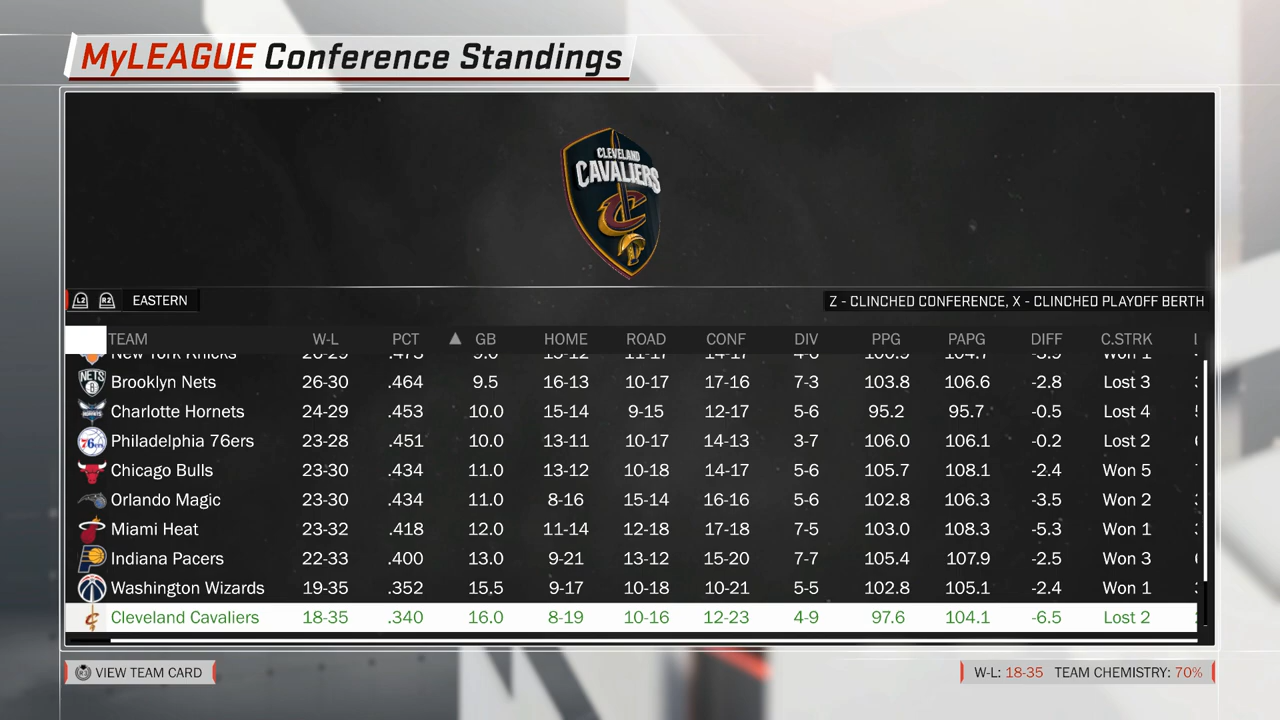 MyLEAGUE Conference Standings
CLEVELAND
CAVALIERS
L2 R2 EASTERN Z - CLINCHED CONFERENCE, X - CLINCHED PLAYOFF BERTH
TEAM W-L PCT ▲ GB HOME ROAD CONF DIV PPG PAPG DIFF C.STRK
New York Knicks
NETS Brooklyn Nets 26-30 .464 9.5 16-13 10-17 17-16 7-3 103.8 106.6 -2.8 Lost 3
Charlotte Hornets 24-29 .453 10.0 15-14 9-15 12-17 5-6 95.2 95.7 -0.5 Lost 4
76ers Philadelphia 76ers 23-28 .451 10.0 13-11 10-17 14-13 3-7 106.0 106.1 -0.2 Lost 2
Chicago Bulls 23-30 .434 11.0 13-12 10-18 14-17 5-6 105.7 108.1 -2.4 Won 5
Orlando Magic 23-30 .434 11.0 8-16 15-14 16-16 5-6 102.8 106.3 -3.5 Won 2
Miami Heat 23-32 .418 12.0 11-14 12-18 17-18 7-5 103.0 108.3 -5.3 Won 1
Indiana Pacers 22-33 .400 13.0 9-21 13-12 15-20 7-7 105.4 107.9 -2.5 Won 3
Washington Wizards 19-35 .352 15.5 9-17 10-18 10-21 5-5 102.8 105.1 -2.4 Won 1
Cleveland Cavaliers 18-35 .340 16.0 8-19 10-16 12-23 4-9 97.6 104.1 -6.5 Lost 2
VIEW TEAM CARD W-L: 18-35 TEAM CHEMISTRY: 70%